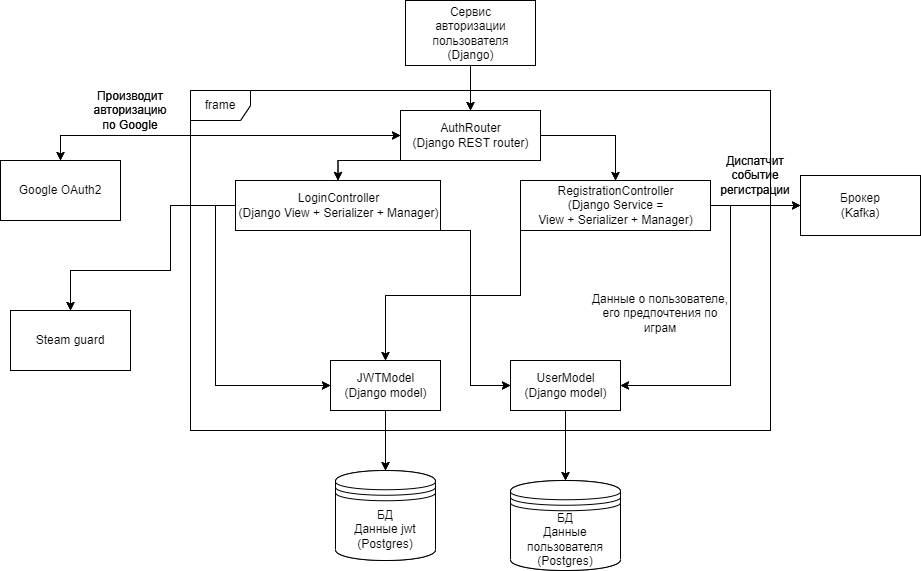 Сервис
авторизации
пользователя
(Django)
Производит
авторизацию
по Google
frame
AuthRouter
(Django REST router)
Google OAuth2
LoginController
(Django View + Serializer + Manager)
RegistrationController
(Django Service =
View + Serializer + Manager)
Диспатчит
событие
регистрации
Брокер
(Kafka)
Steam guard
Данные о пользователе,
его предпочтения по
играм
JWTModel
(Django model)
UserModel
(Django model)
БД
Данные jwt
(Postgres)
БД
Данные
пользователя
(Postgres)